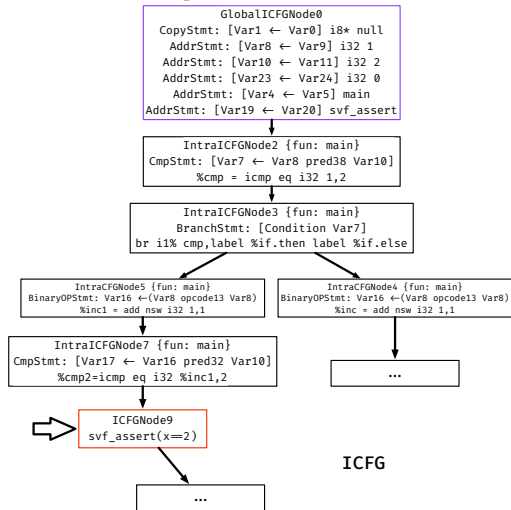 GlobalICFGNode0
CopyStmt: [Var1 ← Var0] i8* null
AddrStmt: [Var8 ← Var9] i32 1
AddrStmt: [Var10 ← Var11] i32 2
AddrStmt: [Var23 ← Var24] i32 0
AddrStmt: [Var4 ← Var5] main
AddrStmt: [Var19 ← Var20] svf_assert
IntraICFGNode2 {fun: main}
CmpStmt: [Var7 ← Var8 pred38 Var10]
%cmp = icmp eq i32 1,2
IntraICFGNode3 {fun: main}
BranchStmt: [Condition Var7]
br i1% cmp,label %if.then label %if.else
IntraCFGNode5 {fun: main}
BinaryOPStmt: Var16 ←(Var8 opcode13 Var8)
%inc1 = add nsw i32 1,1
IntraCFGNode4 {fun: main}
BinaryOPStmt: Var16 ←(Var8 opcode13 Var8)
%inc = add nsw i32 1,1
IntraICFGNode7 {fun: main}
CmpStmt: [Var17 ← Var16 pred32 Var10]
%cmp2=icmp eq i32 %inc1,2
...
ICFGNode9
svf_assert(x==2)
ICFG
...